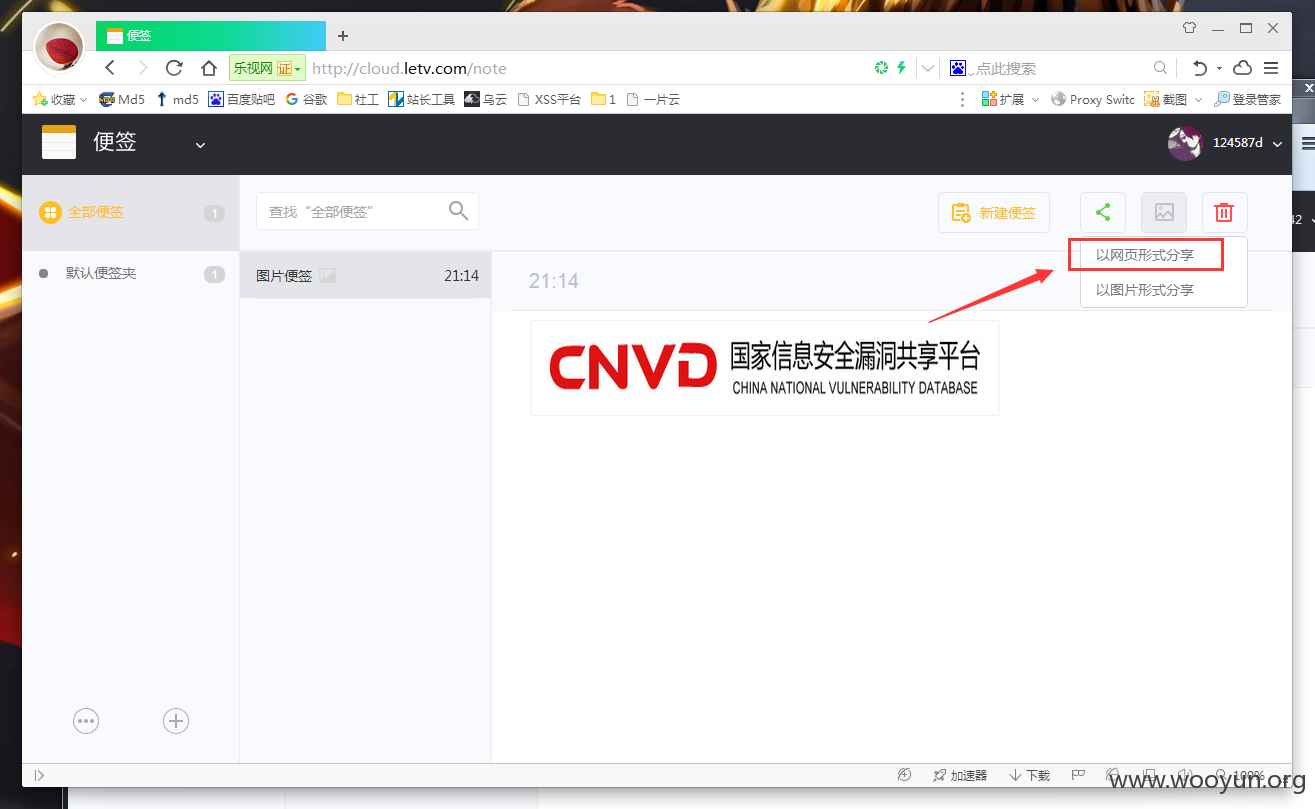 便签
乐视网 证 http://cloud.letv.com/note
点此搜索
收藏 Md5 md5 百度贴吧 谷歌 社工 站长工具 乌云 XSS平台 1 一片云 扩展 Proxy Switc 截图 登录管家
便签
124587d
全部便签 1
查找“全部便签”
新建便签
默认便签夹 1
图片便签 21:14
21:14
以网页形式分享
以图片形式分享
CNVD 国家信息安全漏洞共享平台
CHINA NATIONAL VULNERABILITY DATABASE
加速器 下载 100%
www.wooyun.org